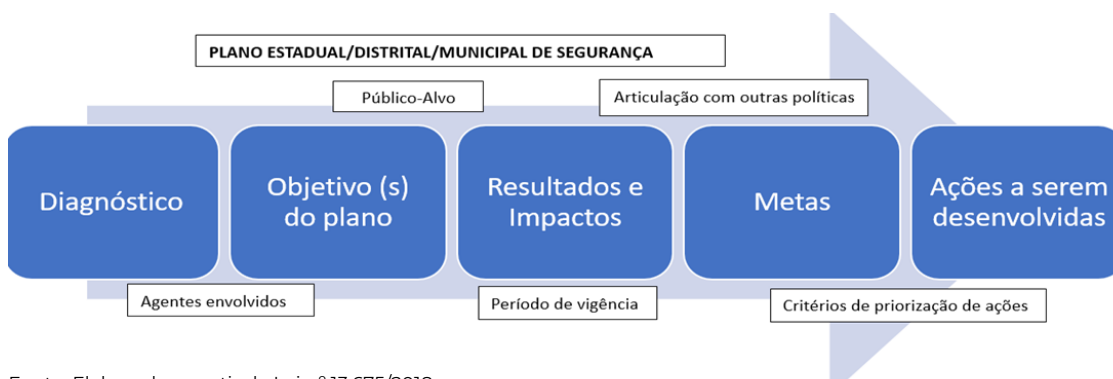 PLANO ESTADUAL/DISTRITAL/MUNICIPAL DE SEGURANÇA
Público-Alvo
Articulação com outras políticas
Diagnóstico
Objetivo (s)
do plano
Resultados e
Impactos
Metas
Ações a serem
desenvolvidas
Agentes envolvidos
Período de vigência
Critérios de priorização de ações